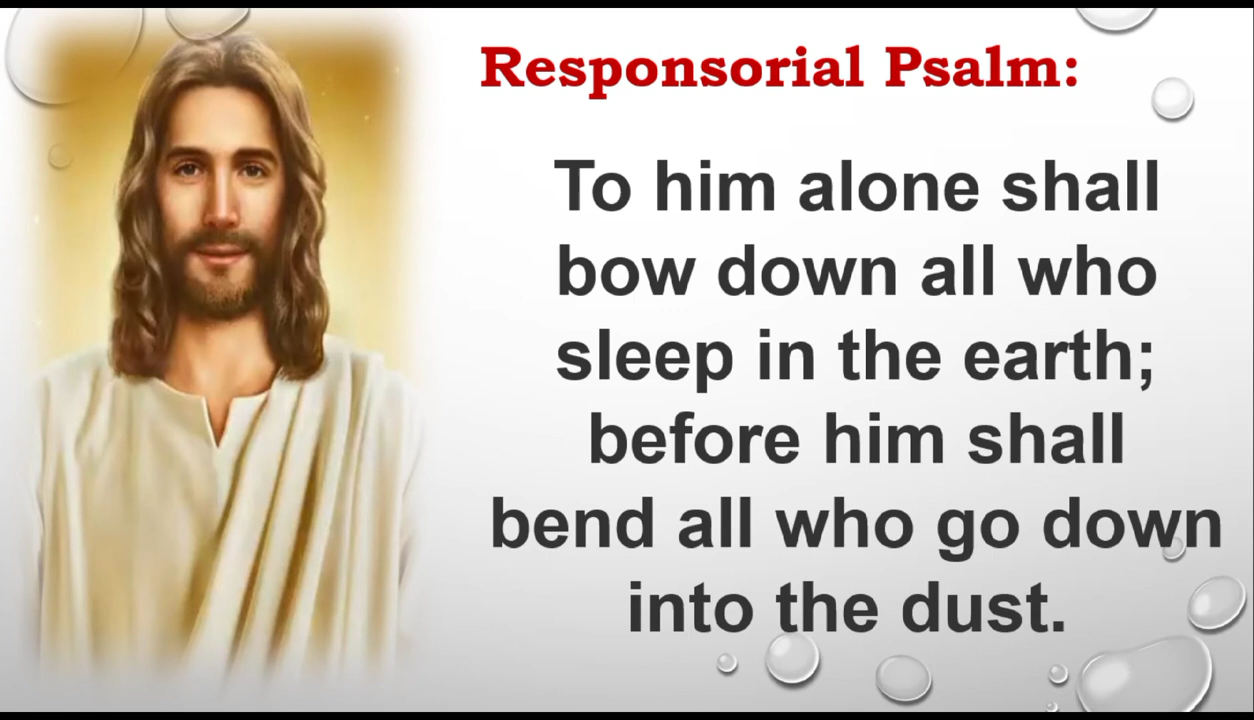 Responsorial Psalm:
To him alone shall
bow down all who
sleep in the earth;
before him shall
bend all who go down
into the dust.